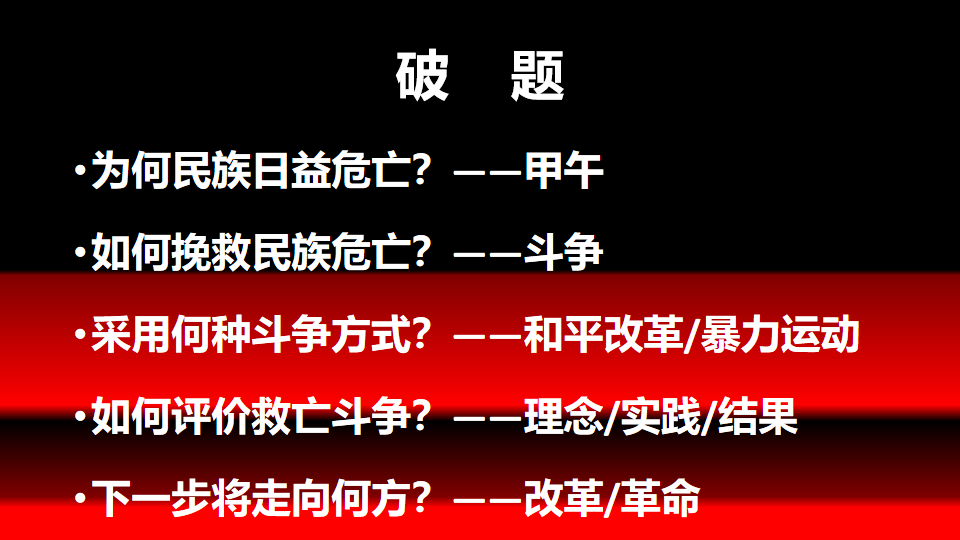 破 题
•为何民族日益危亡？——甲午
•如何挽救民族危亡？——斗争
•采用何种斗争方式？——和平改革/暴力运动
•如何评价救亡斗争？——理念/实践/结果
•下一步将走向何方？——改革/革命